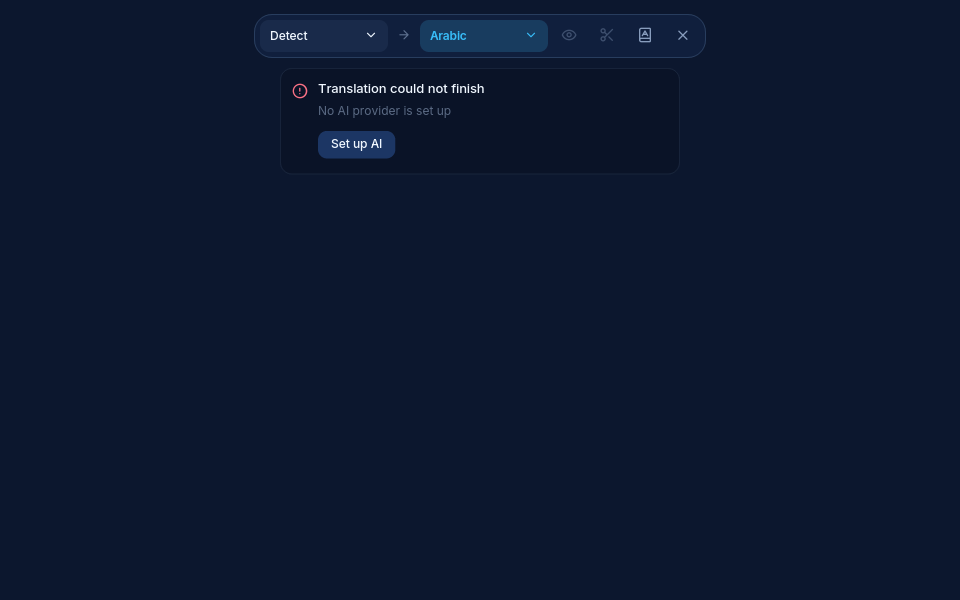 Detect
Arabic
Translation could not finish
No AI provider is set up
Set up AI